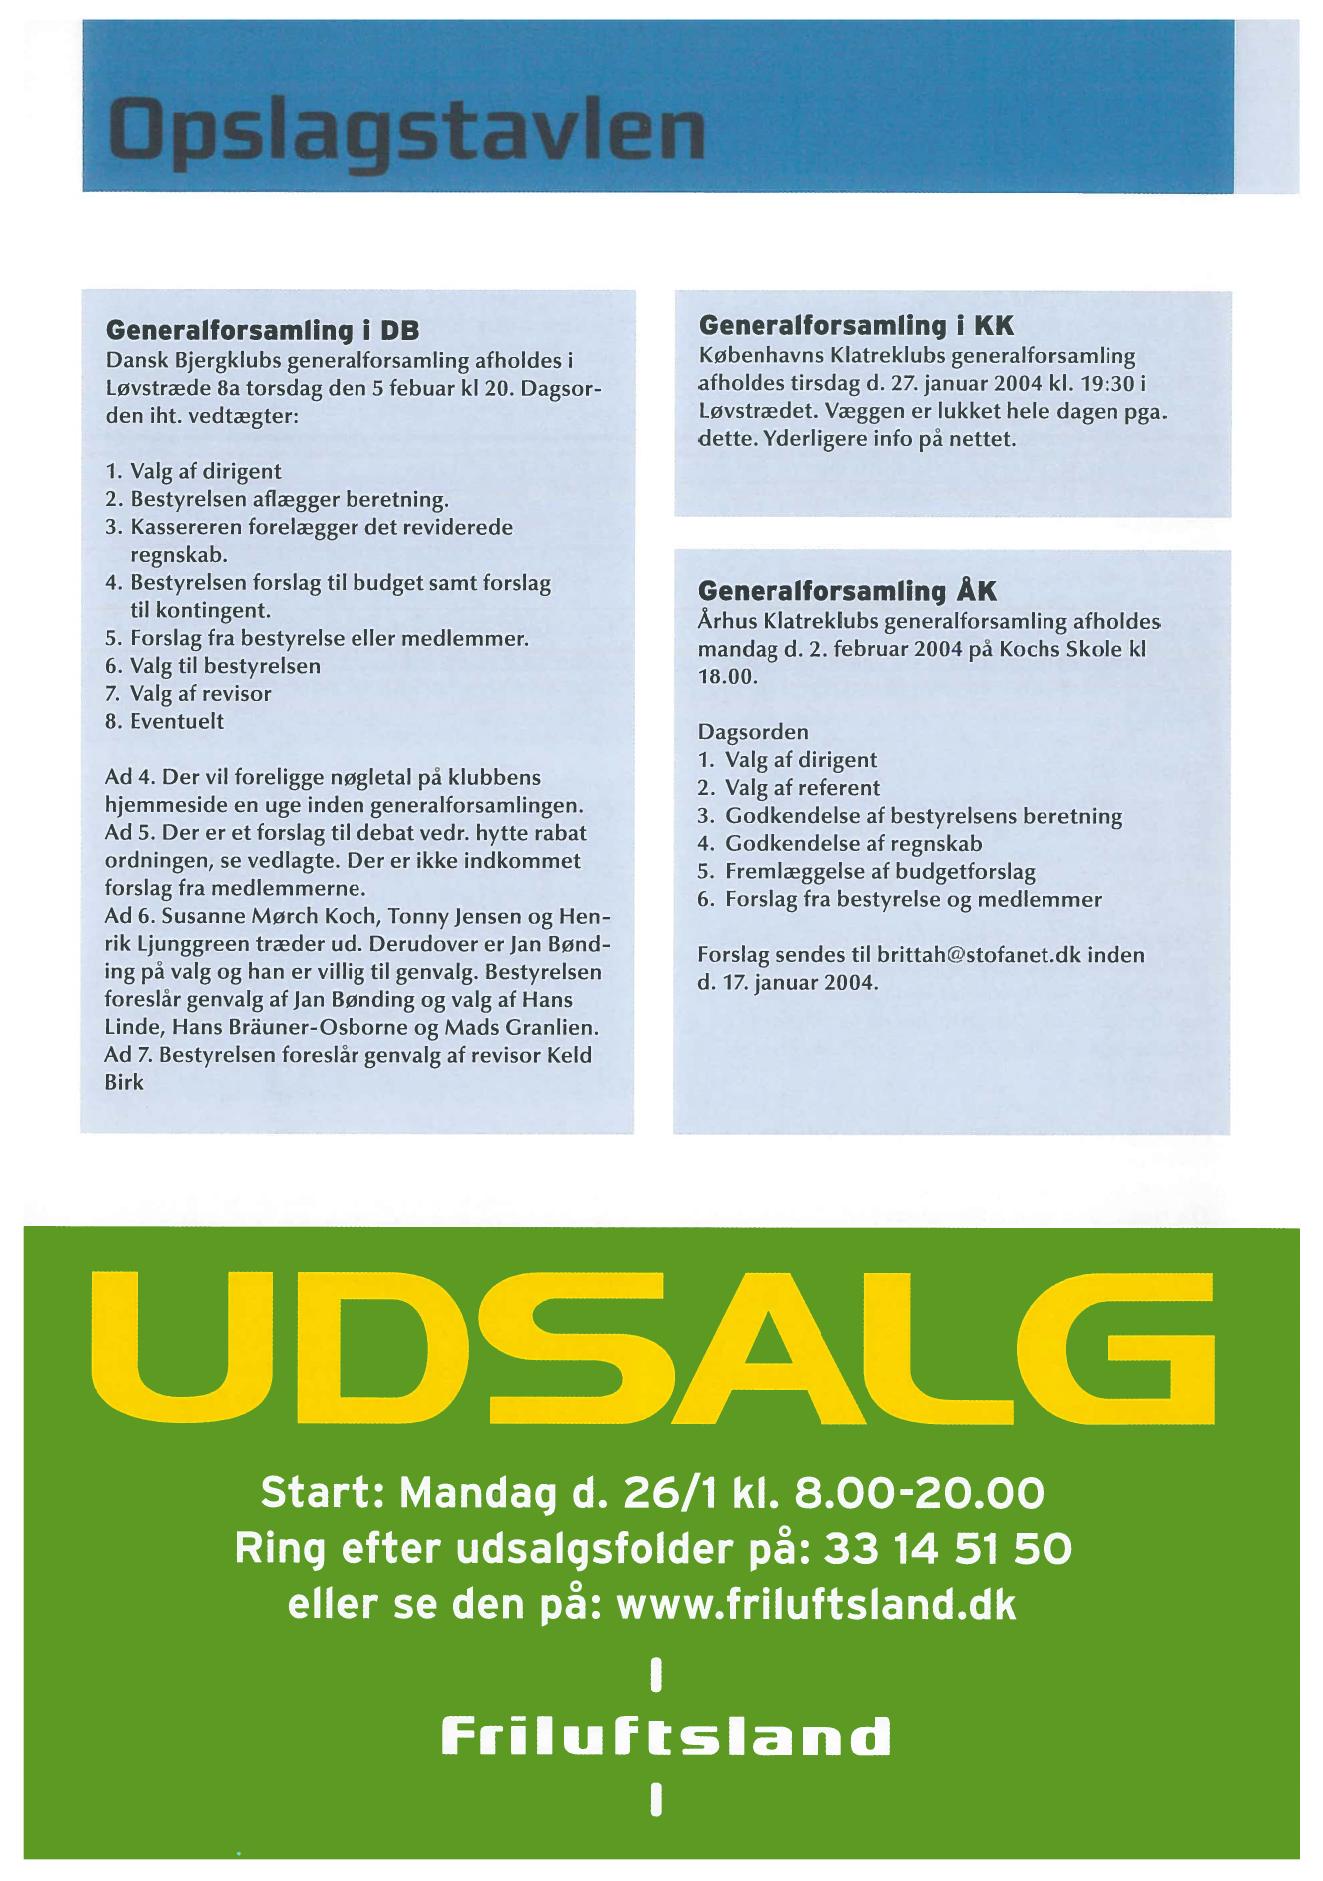 Opslagstavlen
Generalforsamling i DB
Dansk Bjergklubs generalforsamling afholdes i
Løvstræde 8a torsdag den 5 febuar kl 20. Dagsor-
den iht. vedtægter:
1. Valg af dirigent
2. Bestyrelsen aflægger beretning.
3. Kassereren forelægger det reviderede
regnskab.
4. Bestyrelsen forslag til budget samt forslag
til kontingent.
5. Forslag fra bestyrelse eller medlemmer.
6. Valg til bestyrelsen
7. Valg af revisor
8. Eventuelt
Ad 4. Der vil foreligge nøgletal på klubbens
hjemmeside en uge inden generalforsamlingen.
Ad 5. Der er et forslag til debat vedr. hytte rabat
ordningen, se vedlagte. Der er ikke indkommet
forslag fra medlemmerne.
Ad 6. Susanne Mørch Koch, Tonny Jensen og Hen-
rik Ljunggreen træder ud. Derudover er Jan Bønd-
ing på valg og han er villig til genvalg. Bestyrelsen
foreslår genvalg af Jan Bønding og valg af Hans
Linde, Hans Bräuner-Osborne og Mads Granlien.
Ad 7. Bestyrelsen foreslår genvalg af revisor Keld
Birk
Generalforsamling i KK
Københavns Klatreklubs generalforsamling
afholdes tirsdag d. 27. januar 2004 kl. 19:30 i
Løvstrædet. Væggen er lukket hele dagen pga.
dette. Yderligere info på nettet.
Generalforsamling ÅK
Århus Klatreklubs generalforsamling afholdes
mandag d. 2. februar 2004 på Kochs Skole kl
18.00.
Dagsorden
1. Valg af dirigent
2. Valg af referent
3. Godkendelse af bestyrelsens beretning
4. Godkendelse af regnskab
5. Fremlæggelse af budgetforslag
6. Forslag fra bestyrelse og medlemmer
Forslag sendes til brittah@stofanet.dk inden
d. 17. januar 2004.
UDSALG
Start: Mandag d. 26/1 kl. 8.00-20.00
Ring efter udsalgsfolder på: 33 14 51 50
eller se den på: www.friluftsland.dk
Friluftsland